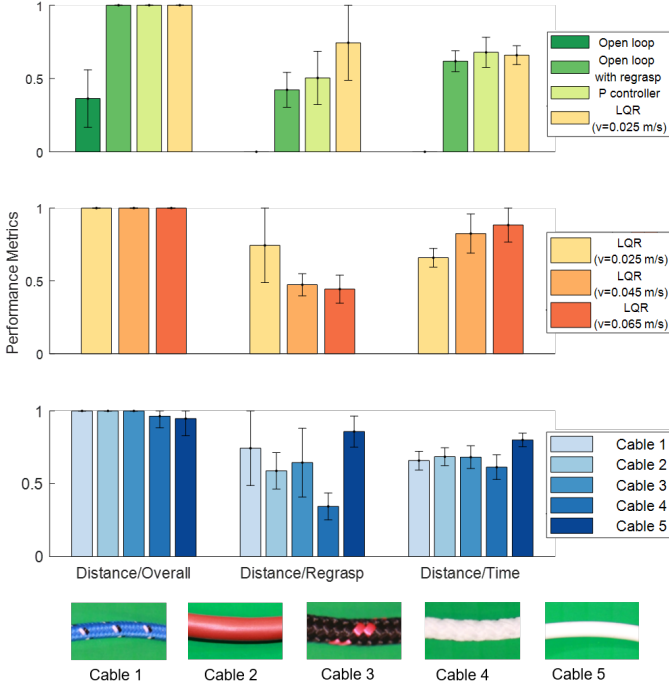 1
0.5
0
Open loop
Open loop
with regrasp
P controller
LQR
(v=0.025 m/s)
Performance Metrics
1
0.5
0
LQR
(v=0.025 m/s)
LQR
(v=0.045 m/s)
LQR
(v=0.065 m/s)
1
0.5
0
Cable 1
Cable 2
Cable 3
Cable 4
Cable 5
Distance/Overall Distance/Regrasp Distance/Time
Cable 1 Cable 2 Cable 3 Cable 4 Cable 5